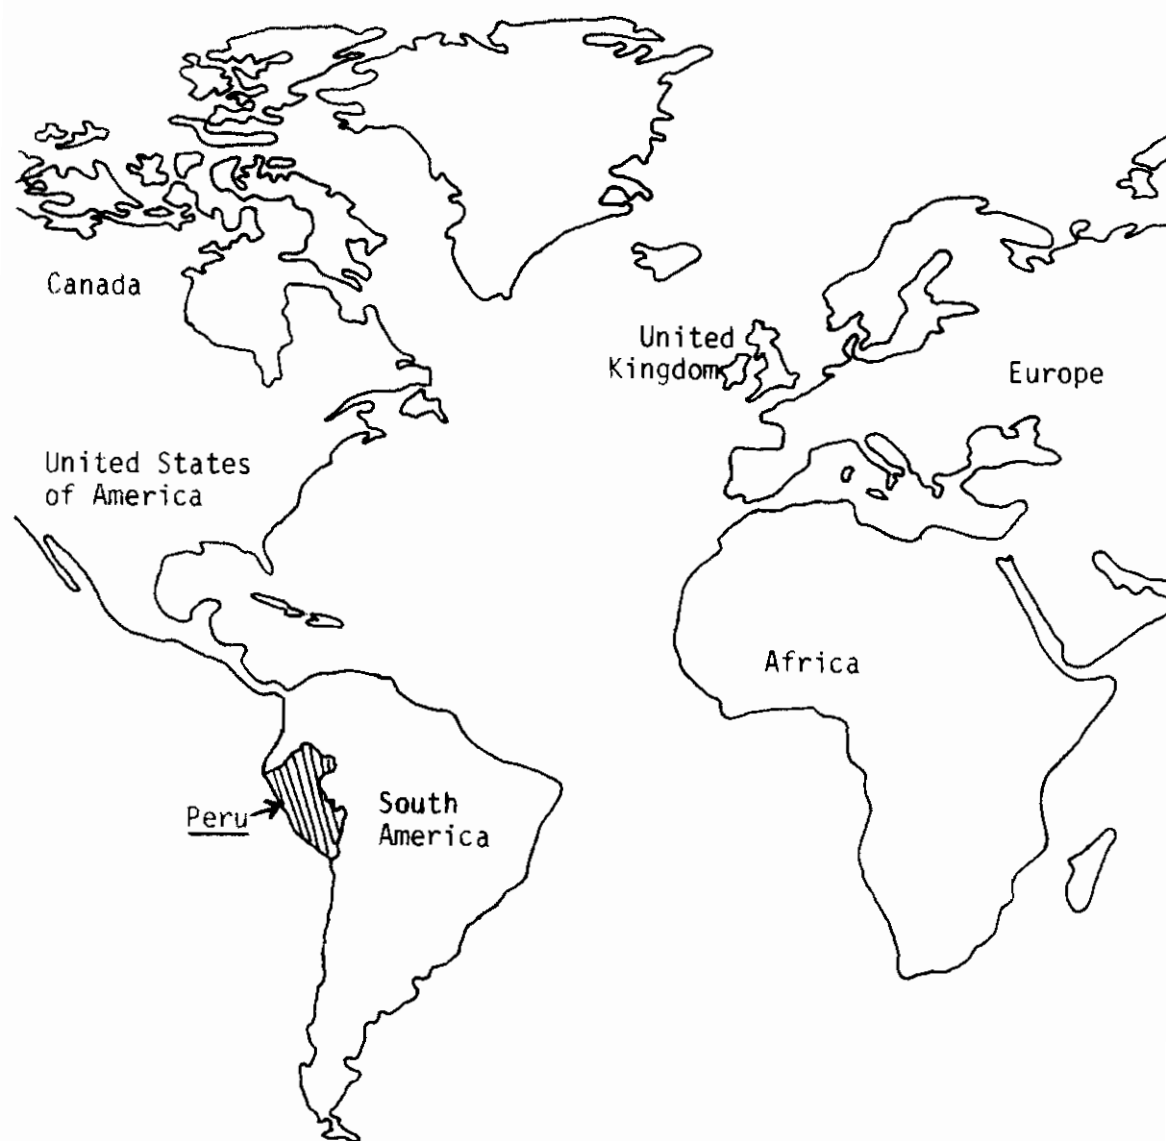 Canada
United
Kingdom
Europe
United States
of America
Africa
Peru
South
America